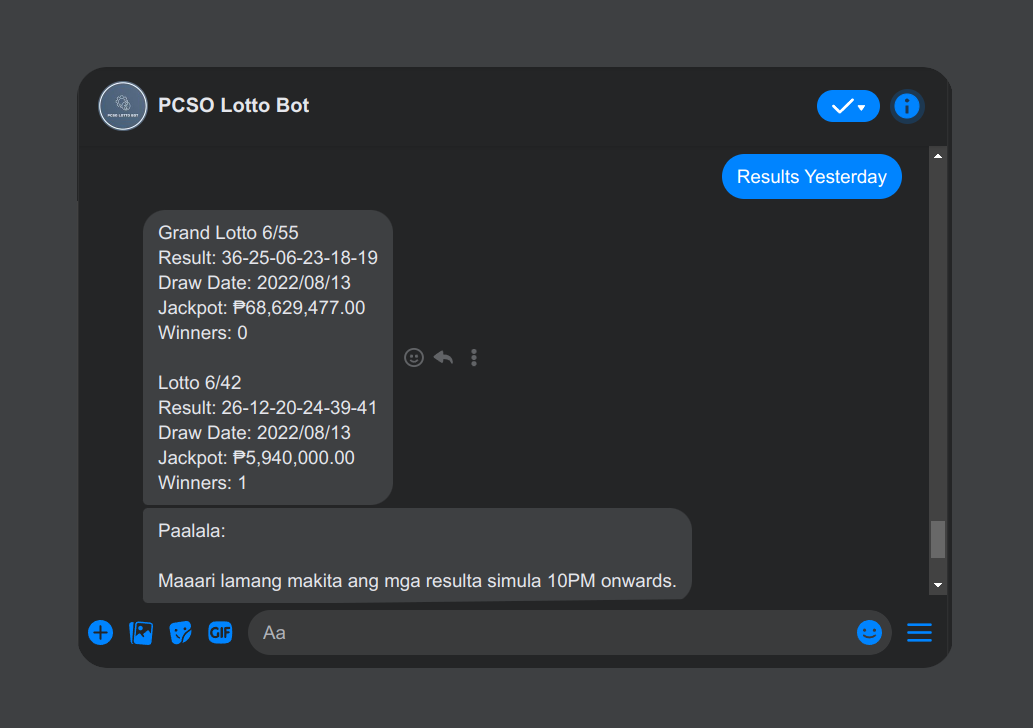 PCSO LOTTO BOT
PCSO Lotto Bot
Results Yesterday
Grand Lotto 6/55
Result: 36-25-06-23-18-19
Draw Date: 2022/08/13
Jackpot: ₱68,629,477.00
Winners: 0
Lotto 6/42
Result: 26-12-20-24-39-41
Draw Date: 2022/08/13
Jackpot: ₱5,940,000.00
Winners: 1
Paalala:
Maaari lamang makita ang mga resulta simula 10PM onwards.
GIF
Aa